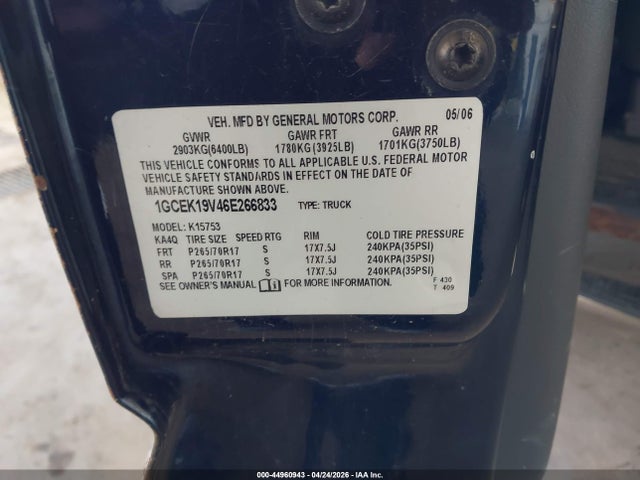 VEH. MFD BY GENERAL MOTORS CORP. 05/06
GVWR GAWR FRT GAWR RR
2903KG(6400LB) 1780KG(3925LB) 1701KG(3750LB)
THIS VEHICLE CONFORMS TO ALL APPLICABLE U.S. FEDERAL MOTOR
VEHICLE SAFETY STANDARDS IN EFFECT ON THE DATE OF
MANUFACTURE SHOWN ABOVE.
1GCEK19V46E266833 TYPE: TRUCK
MODEL: K15753
KA4Q TIRE SIZE SPEED RTG RIM COLD TIRE PRESSURE
FRT P265/70R17 S 17X7.5J 240KPA(35PSI)
RR P265/70R17 S 17X7.5J 240KPA(35PSI)
SPA P265/70R17 S 17X7.5J 240KPA(35PSI)
SEE OWNER'S MANUAL FOR MORE INFORMATION.
F 430
T 409
000-44960943 - 04/24/2026 - IAA Inc.